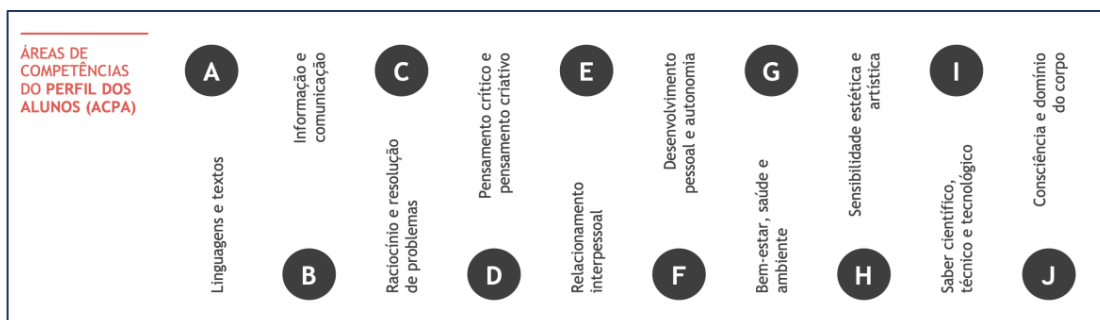 ÁREAS DE
COMPETÊNCIAS
DO PERFIL DOS
ALUNOS (ACPA)
A
Linguagens e textos
B
Informação e
comunicação
C
Raciocínio e resolução
de problemas
D
Pensamento crítico e
pensamento criativo
E
Relacionamento
interpessoal
F
Desenvolvimento
pessoal e autonomia
G
Bem-estar, saúde e
ambiente
H
Sensibilidade estética e
artística
I
Saber científico,
técnico e tecnológico
J
Consciência e domínio
do corpo